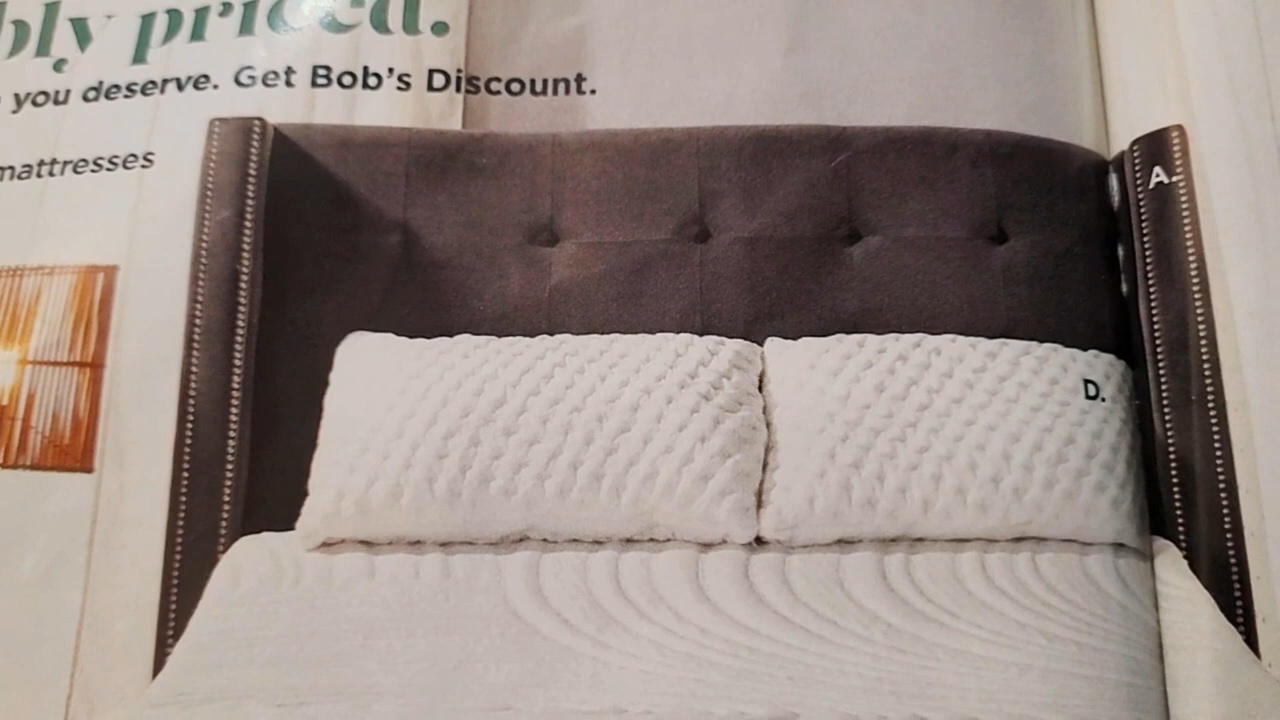 bly priced.
you deserve. Get Bob's Discount.
mattresses
A.
D.